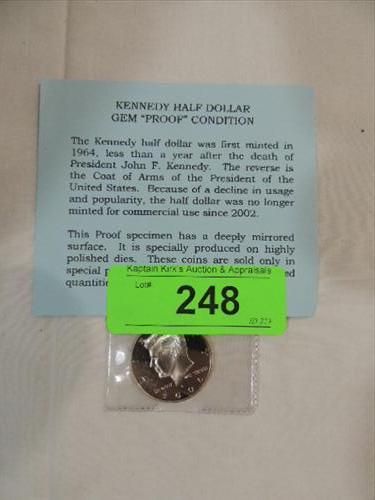 KENNEDY HALF DOLLAR
GEM "PROOF" CONDITION
The Kennedy half dollar was first minted in
1964, less than a year after the death of
President John F. Kennedy. The reverse is
the Coat of Arms of the President of the
United States. Because of a decline in usage
and popularity, the half dollar was no longer
minted for commercial use since 2002.
This Proof specimen has a deeply mirrored
surface. It is specially produced on highly
polished dies. These coins are sold only in
special
quantiti
Kaptain Kirk's Auction & Appraisals
Lot#
248